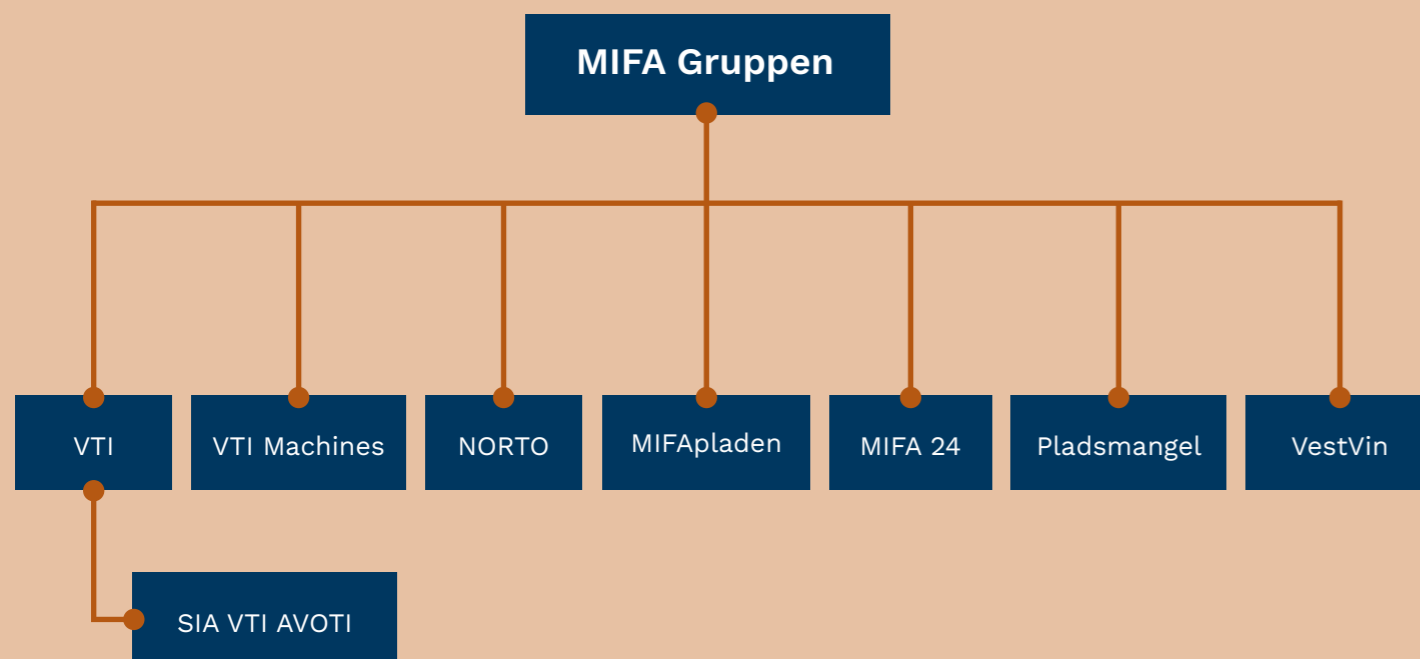 MIFA Gruppen
VTI
VTI Machines
NORTO
MIFApladen
MIFA 24
Pladsmangel
VestVin
SIA VTI AVOTI